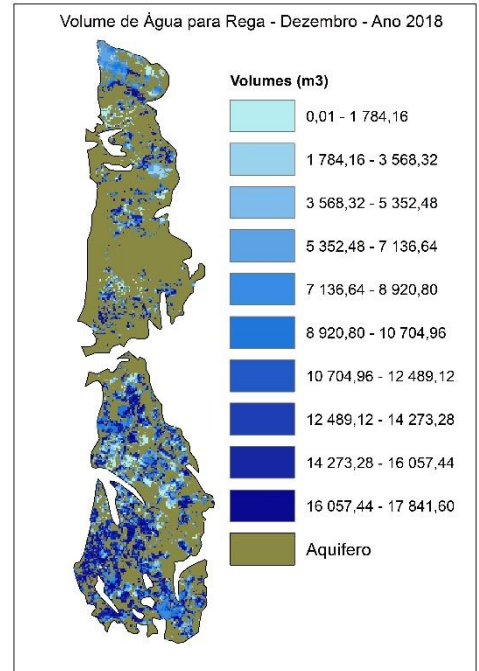 Volume de Água para Rega - Dezembro - Ano 2018
Volumes (m3)
0,01 - 1 784,16
1 784,16 - 3 568,32
3 568,32 - 5 352,48
5 352,48 - 7 136,64
7 136,64 - 8 920,80
8 920,80 - 10 704,96
10 704,96 - 12 489,12
12 489,12 - 14 273,28
14 273,28 - 16 057,44
16 057,44 - 17 841,60
Aquifero